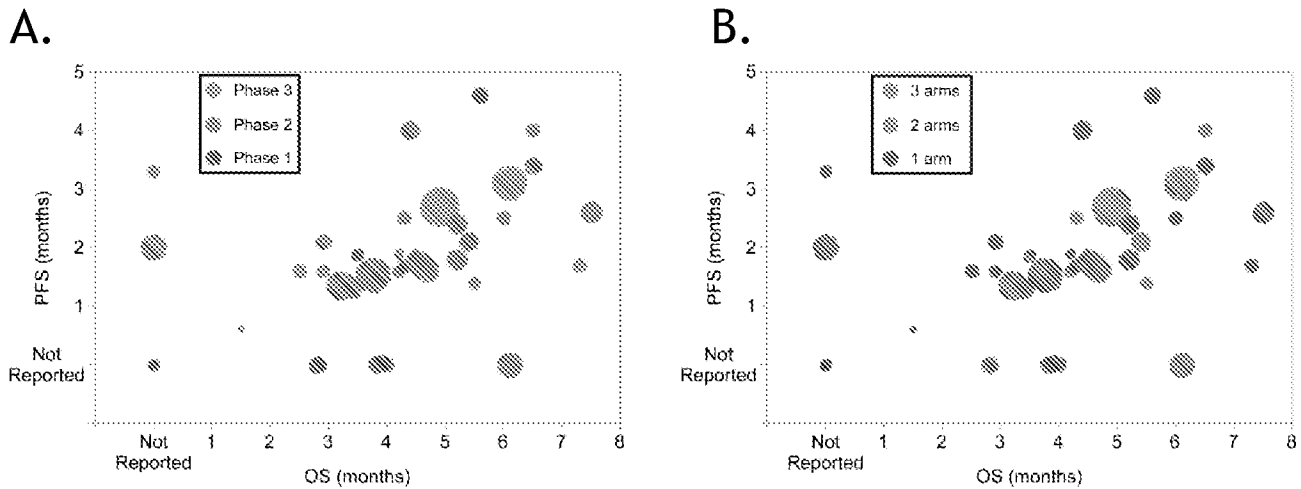 A.
5
4
3
2
1
Not
Reported
PFS (months)
Phase 3
Phase 2
Phase 1
Not
Reported
1
2
3
4
5
6
7
8
OS (months)
B.
5
4
3
2
1
Not
Reported
PFS (months)
3 arms
2 arms
1 arm
Not
Reported
1
2
3
4
5
6
7
8
OS (months)